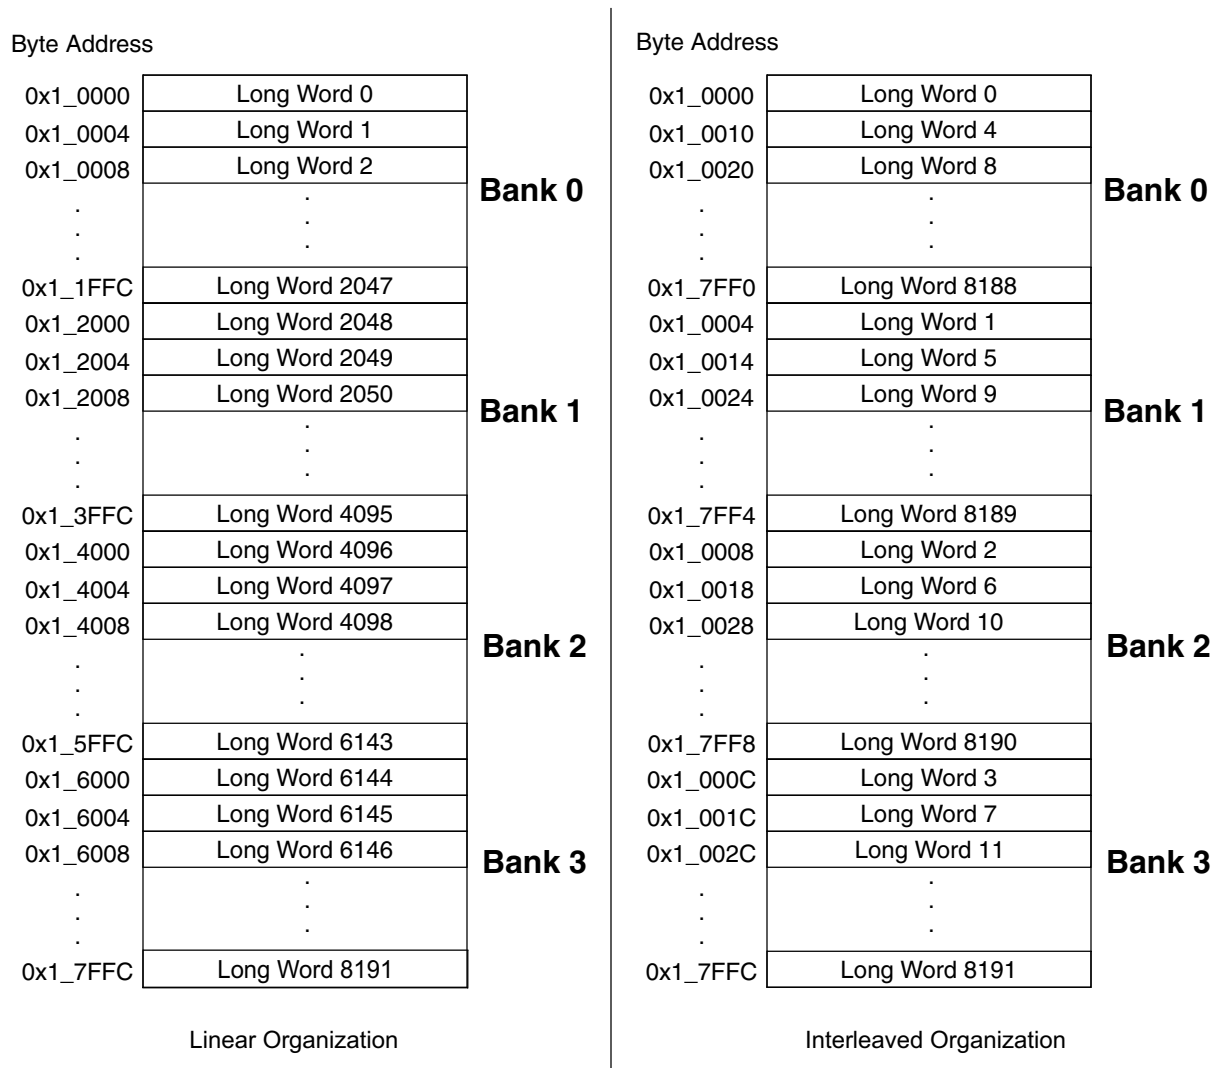 Byte Address
0x1_0000 Long Word 0
0x1_0004 Long Word 1
0x1_0008 Long Word 2
Bank 0
.
.
.
0x1_1FFC Long Word 2047
0x1_2000 Long Word 2048
0x1_2004 Long Word 2049
0x1_2008 Long Word 2050
Bank 1
.
.
.
0x1_3FFC Long Word 4095
0x1_4000 Long Word 4096
0x1_4004 Long Word 4097
0x1_4008 Long Word 4098
Bank 2
.
.
.
0x1_5FFC Long Word 6143
0x1_6000 Long Word 6144
0x1_6004 Long Word 6145
0x1_6008 Long Word 6146
Bank 3
.
.
.
0x1_7FFC Long Word 8191
Linear Organization
Byte Address
0x1_0000 Long Word 0
0x1_0010 Long Word 4
0x1_0020 Long Word 8
Bank 0
.
.
.
0x1_7FF0 Long Word 8188
0x1_0004 Long Word 1
0x1_0014 Long Word 5
0x1_0024 Long Word 9
Bank 1
.
.
.
0x1_7FF4 Long Word 8189
0x1_0008 Long Word 2
0x1_0018 Long Word 6
0x1_0028 Long Word 10
Bank 2
.
.
.
0x1_7FF8 Long Word 8190
0x1_000C Long Word 3
0x1_001C Long Word 7
0x1_002C Long Word 11
Bank 3
.
.
.
0x1_7FFC Long Word 8191
Interleaved Organization